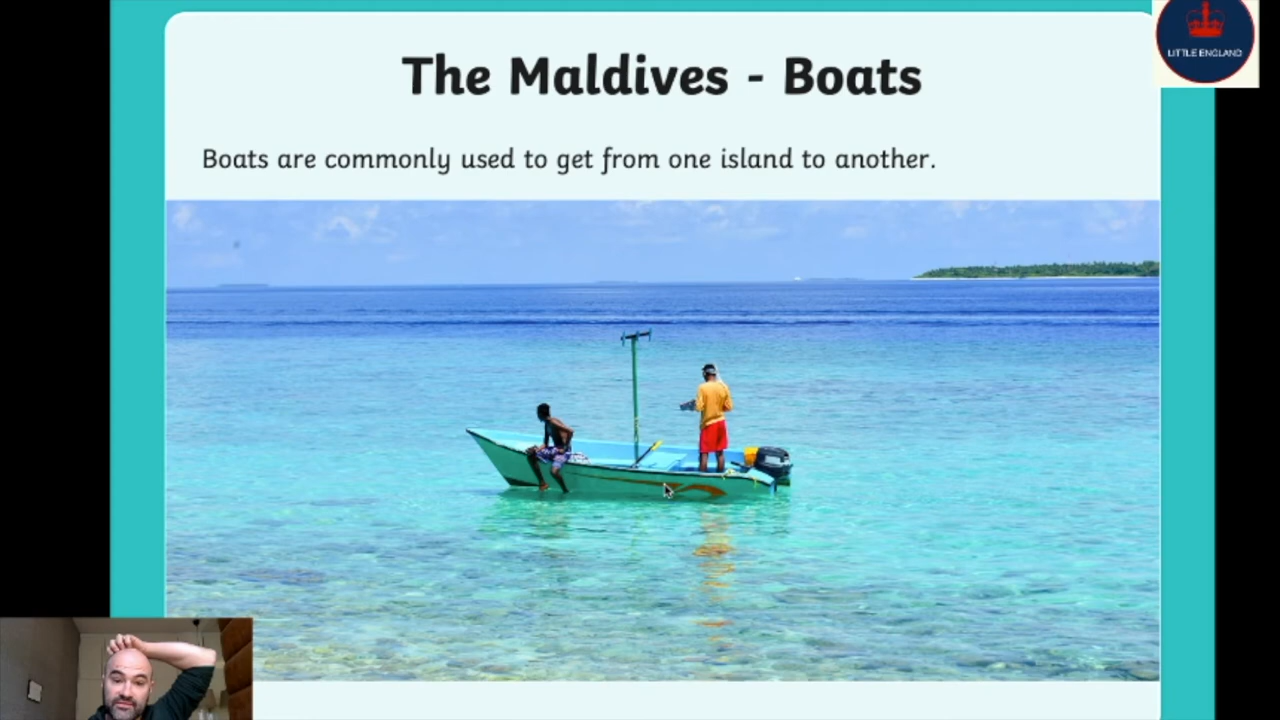 LITTLE ENGLAND
The Maldives - Boats
Boats are commonly used to get from one island to another.